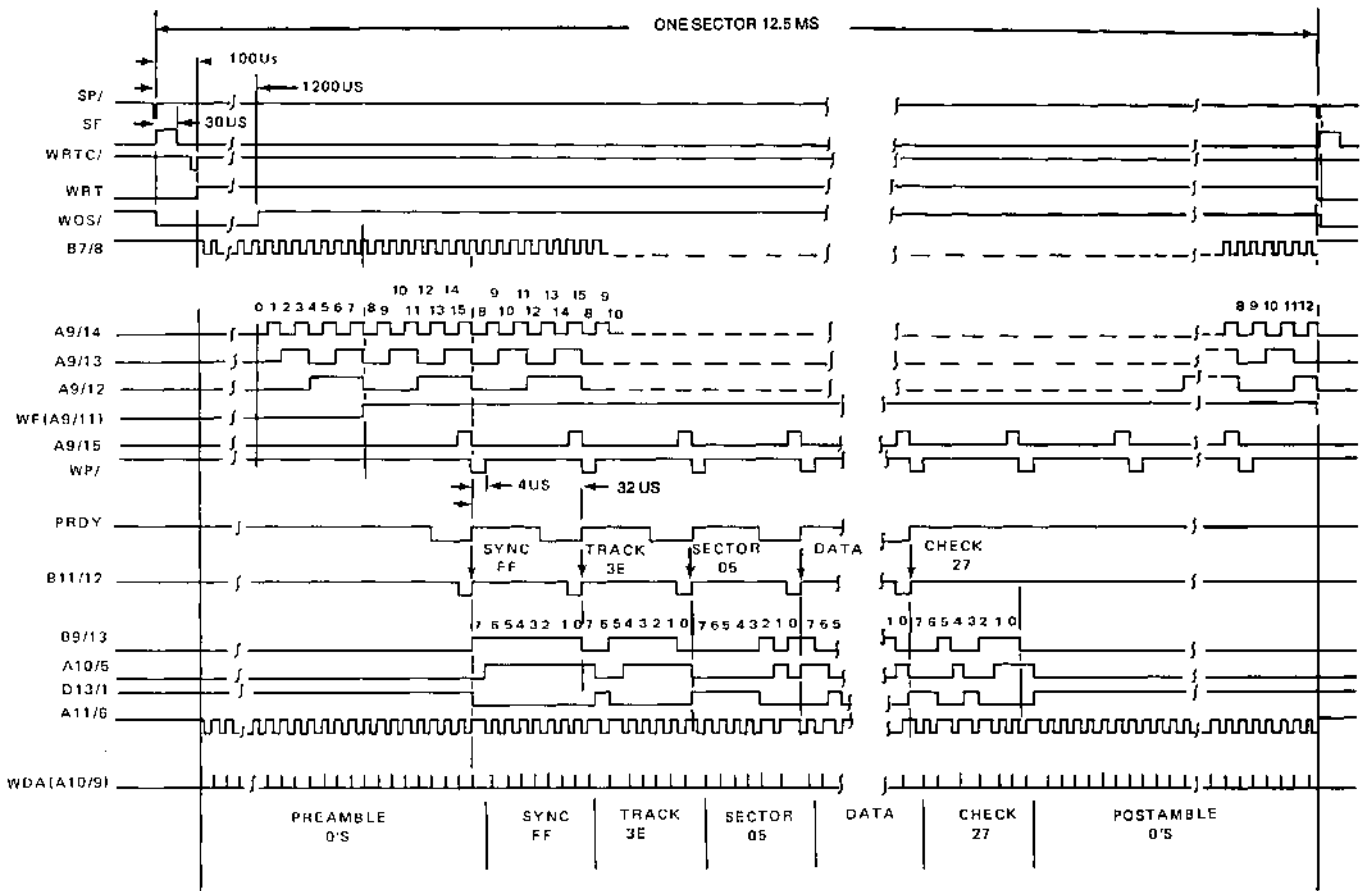 ONE SECTOR 12.5 MS
100Us
1200US
SP/
30US
SF
WRTC/
WRT
WOS/
B7/8
10 12 14 9 11 13 15 9
0 1 2 3 4 5 6 7 8 9 11 13 15 8 10 12 14 8 10
8 9 10 11 12
A9/14
A9/13
A9/12
WF(A9/11)
A9/15
WP/
4US 32US
PRDY
SYNC TRACK SECTOR DATA CHECK
FF 3E 05 27
B11/12
7 6 5 4 3 2 1 0 7 6 5 4 3 2 1 0 7 6 5 4 3 2 1 0 7 6 5 1 0 7 6 5 4 3 2 1 0
B9/13
A10/5
D13/1
A11/6
WDA(A10/9)
PREAMBLE SYNC TRACK SECTOR DATA CHECK POSTAMBLE
0'S FF 3E 05 27 0'S